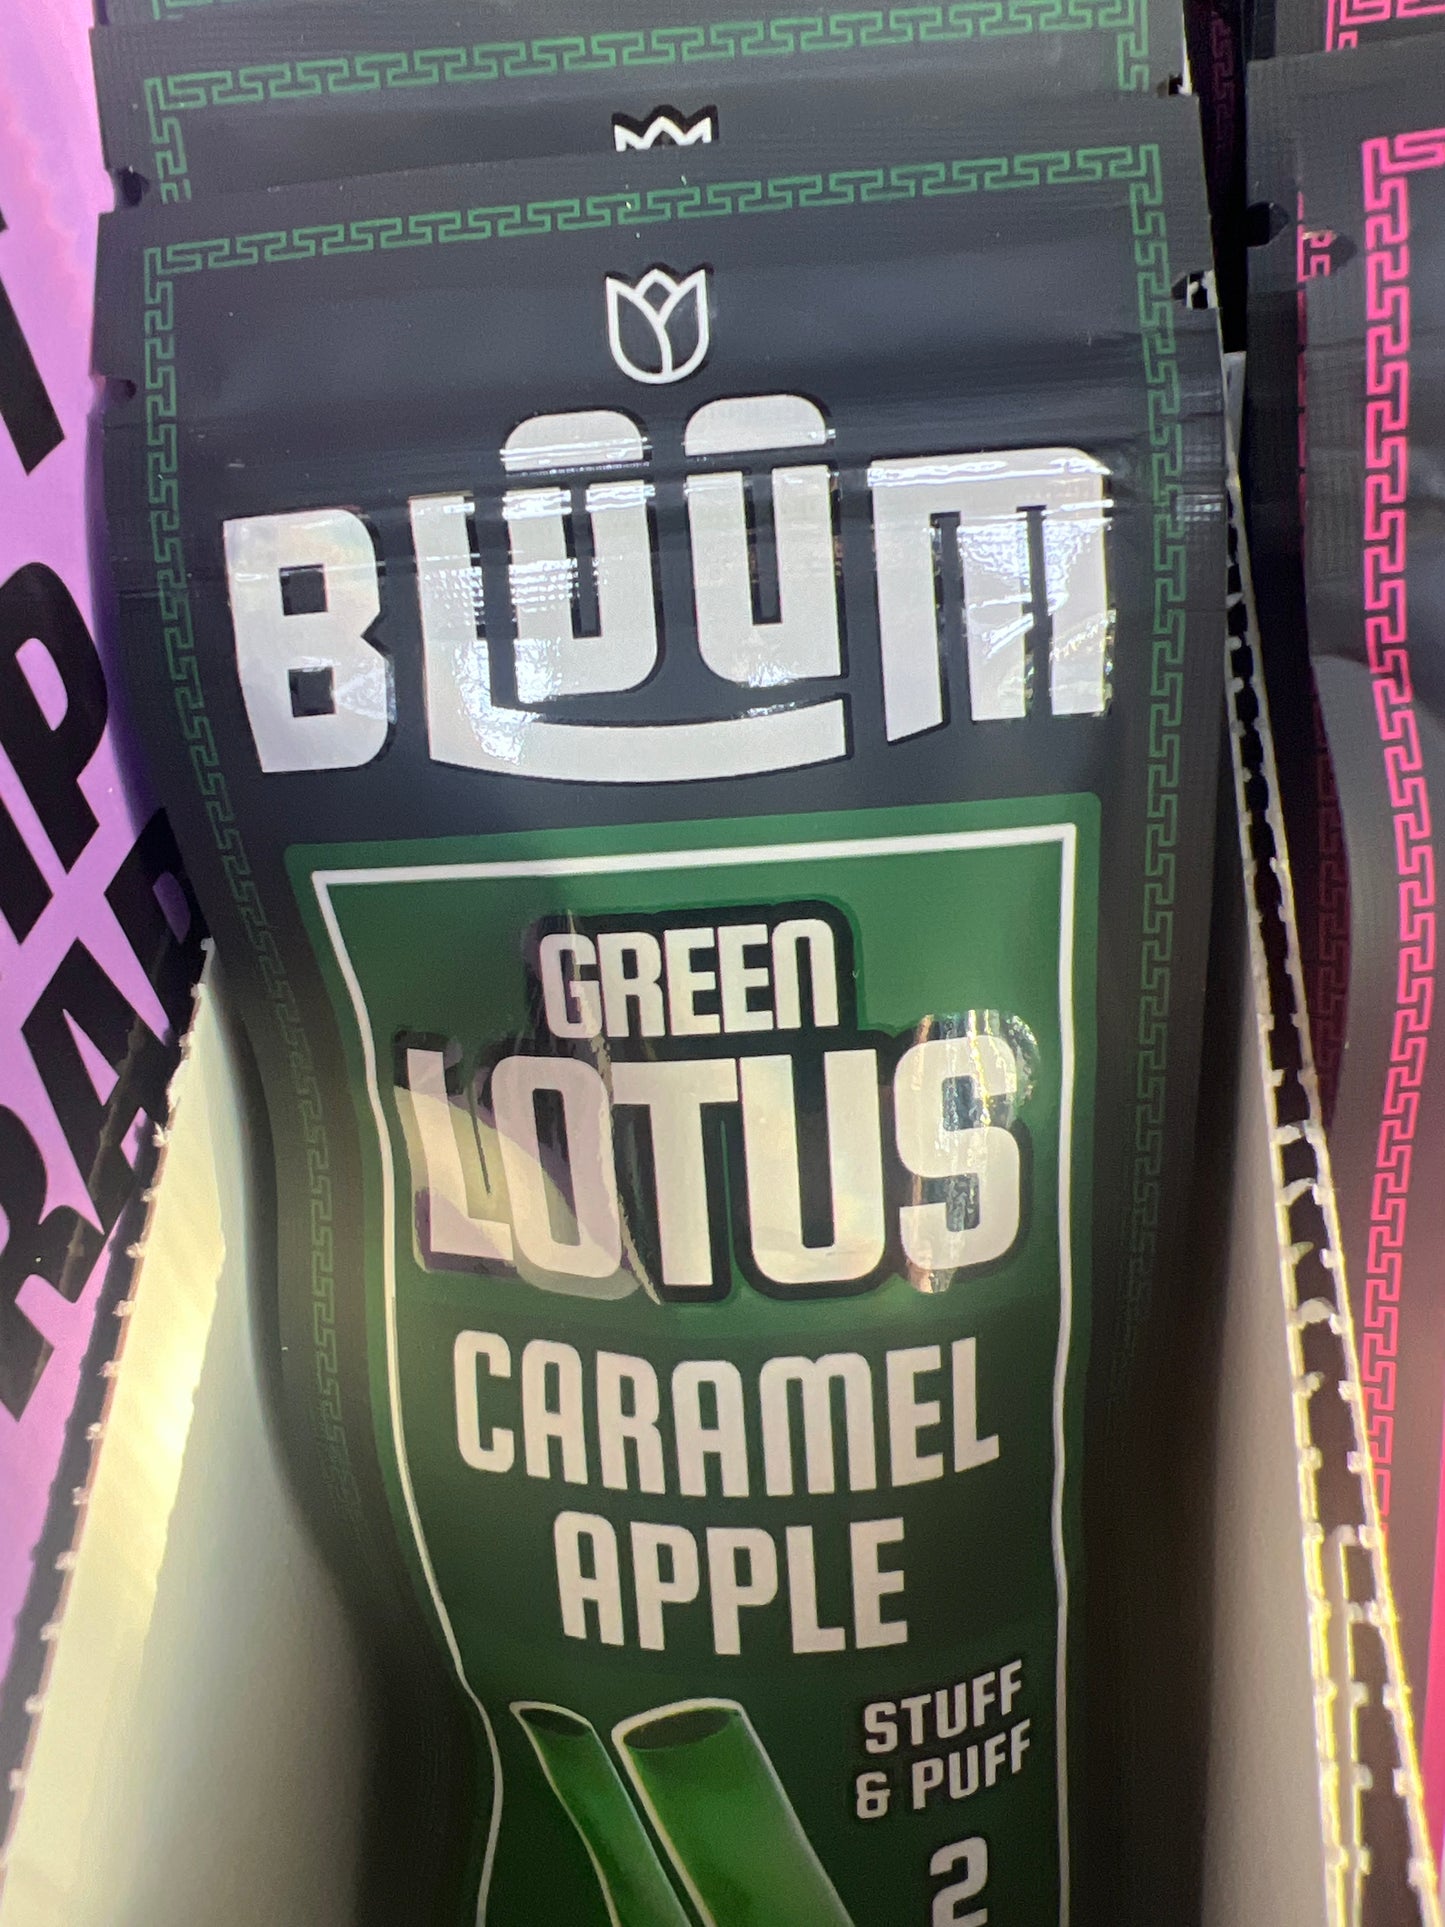 BLOOM
GREEN
LOTUS
CARAMEL
APPLE
STUFF
& PUFF
2